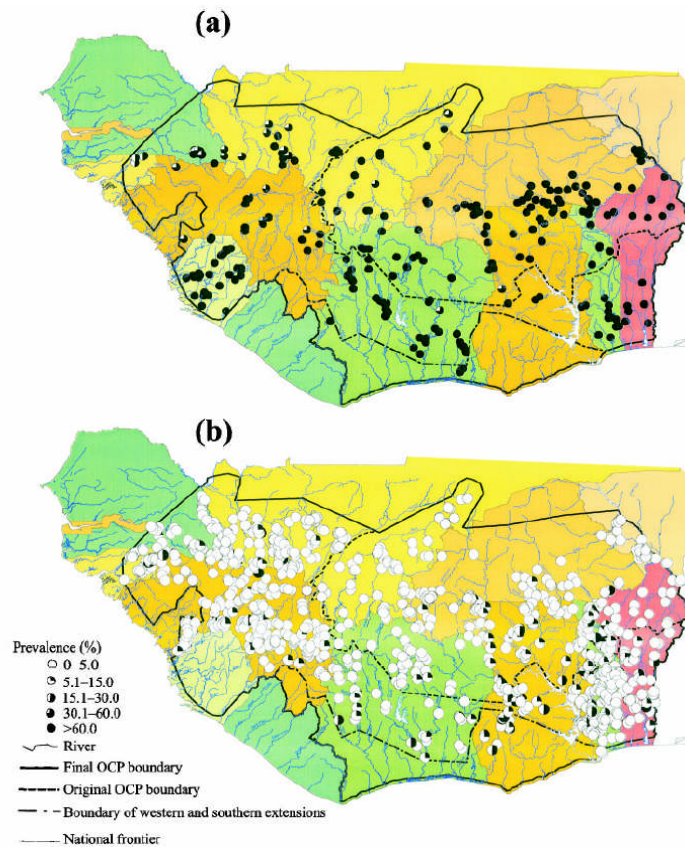 (a)
(b)
Prevalence (%)
0 5.0
5.1–15.0
15.1–30.0
30.1–60.0
>60.0
River
Final OCP boundary
Original OCP boundary
Boundary of western and southern extensions
National frontier